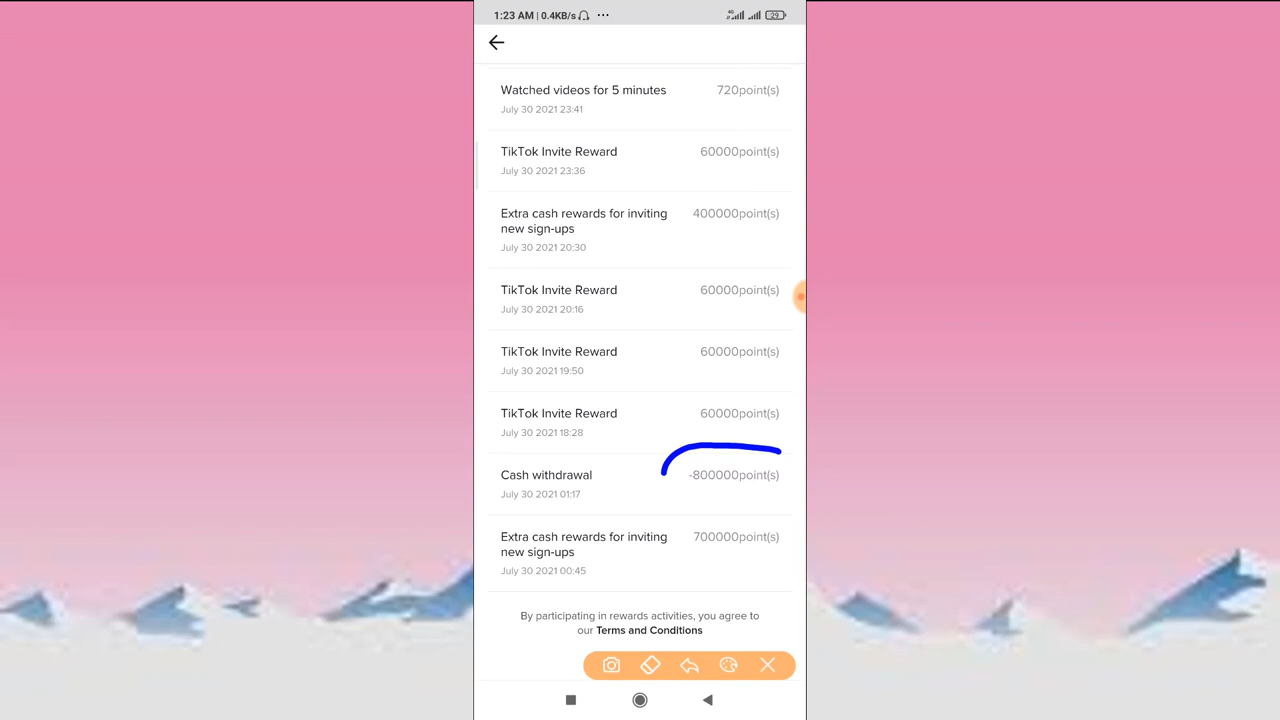 1:23 AM | 0.4KB/s ...
4G 29
Watched videos for 5 minutes 720point(s)
July 30 2021 23:41
TikTok Invite Reward 60000point(s)
July 30 2021 23:36
Extra cash rewards for inviting 400000point(s)
new sign-ups
July 30 2021 20:30
TikTok Invite Reward 60000point(s)
July 30 2021 20:16
TikTok Invite Reward 60000point(s)
July 30 2021 19:50
TikTok Invite Reward 60000point(s)
July 30 2021 18:28
Cash withdrawal -800000point(s)
July 30 2021 01:17
Extra cash rewards for inviting 700000point(s)
new sign-ups
July 30 2021 00:45
By participating in rewards activities, you agree to
our Terms and Conditions